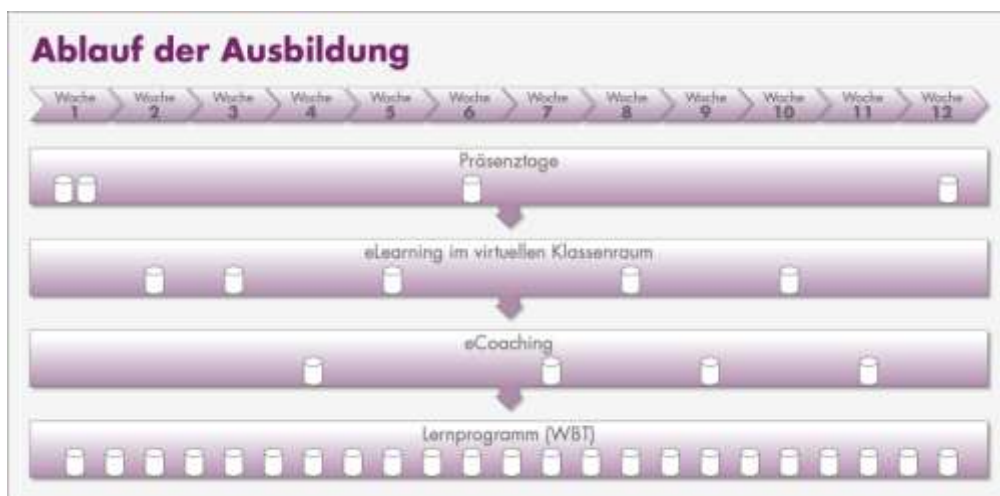 Ablauf der Ausbildung
Woche Woche Woche Woche Woche Woche Woche Woche Woche Woche Woche Woche
1 2 3 4 5 6 7 8 9 10 11 12
Präsenztage
eLearning im virtuellen Klassenraum
eCoaching
Lernprogramm (WBT)